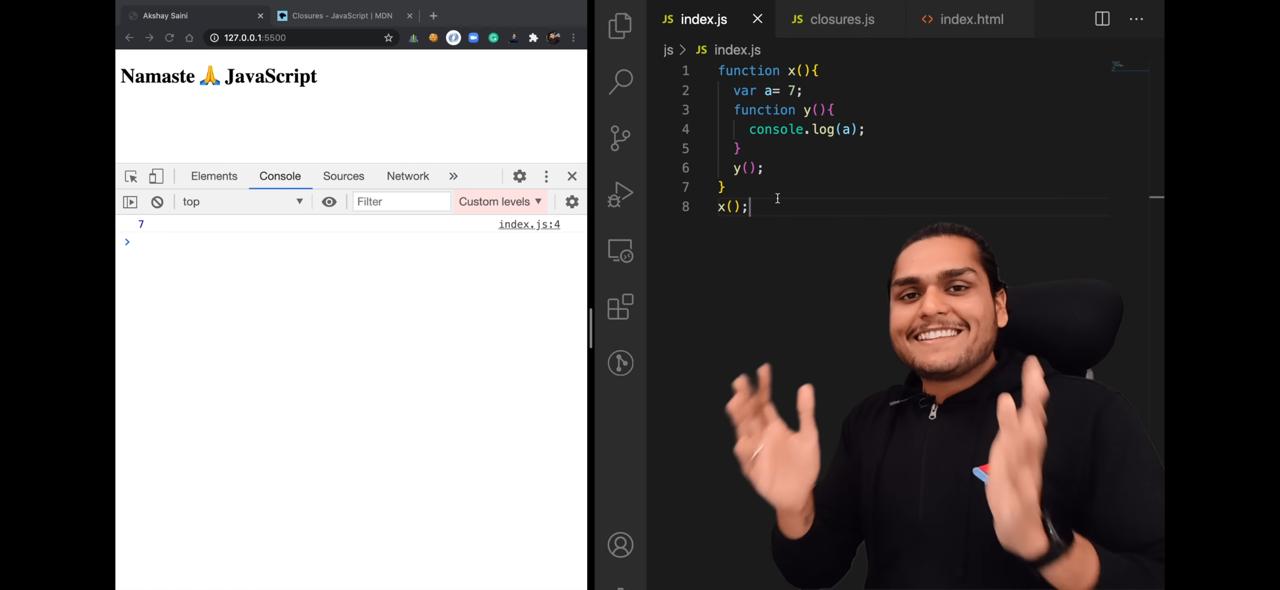 Akshay Saini
Closures - JavaScript | MDN
127.0.0.1:5500
Namaste 🙏 JavaScript
Elements Console Sources Network
top Filter Custom levels ▼
7 index.js:4
JS index.js
JS closures.js
<> index.html
js > JS index.js
1 function x(){
2 var a= 7;
3 function y(){
4 console.log(a);
5 }
6 y();
7 }
8 x();